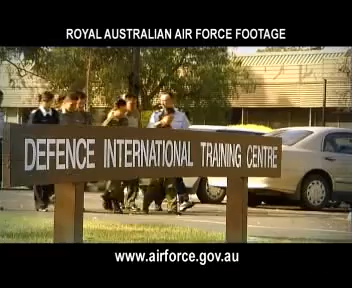 ROYAL AUSTRALIAN AIR FORCE FOOTAGE
DEFENCE INTERNATIONAL TRAINING CENTRE
www.airforce.gov.au